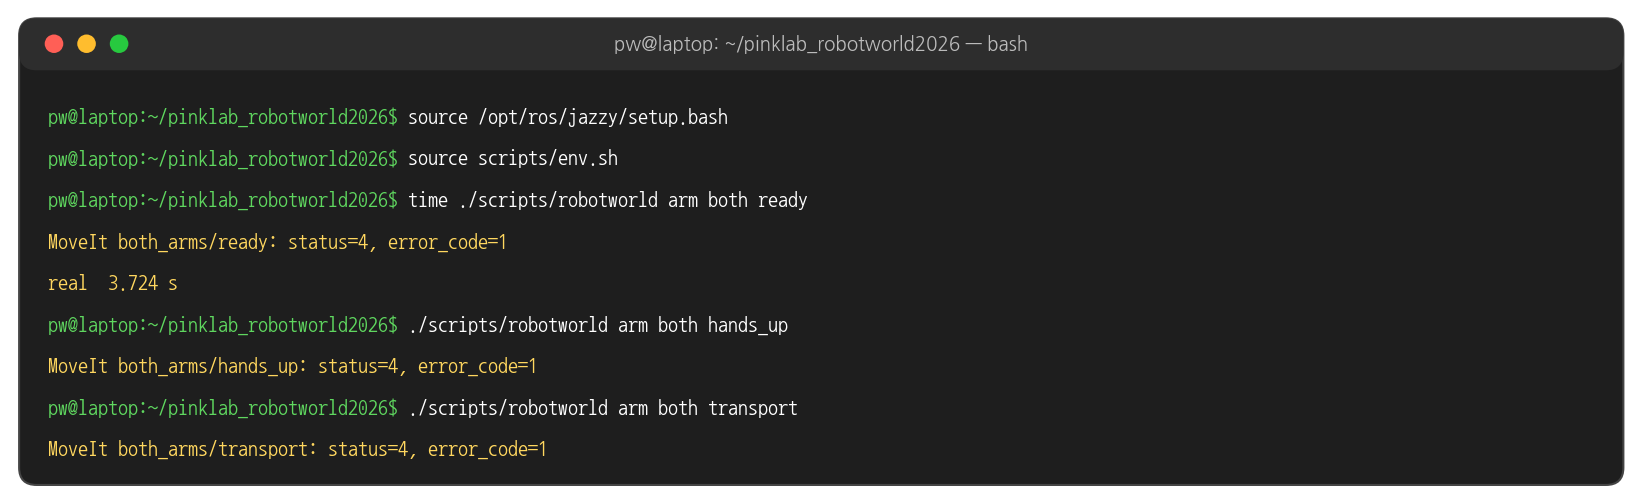 pw@laptop: ~/pinklab_robotworld2026 — bash
pw@laptop:~/pinklab_robotworld2026$ source /opt/ros/jazzy/setup.bash
pw@laptop:~/pinklab_robotworld2026$ source scripts/env.sh
pw@laptop:~/pinklab_robotworld2026$ time ./scripts/robotworld arm both ready
MoveIt both_arms/ready: status=4, error_code=1
real  3.724 s
pw@laptop:~/pinklab_robotworld2026$ ./scripts/robotworld arm both hands_up
MoveIt both_arms/hands_up: status=4, error_code=1
pw@laptop:~/pinklab_robotworld2026$ ./scripts/robotworld arm both transport
MoveIt both_arms/transport: status=4, error_code=1